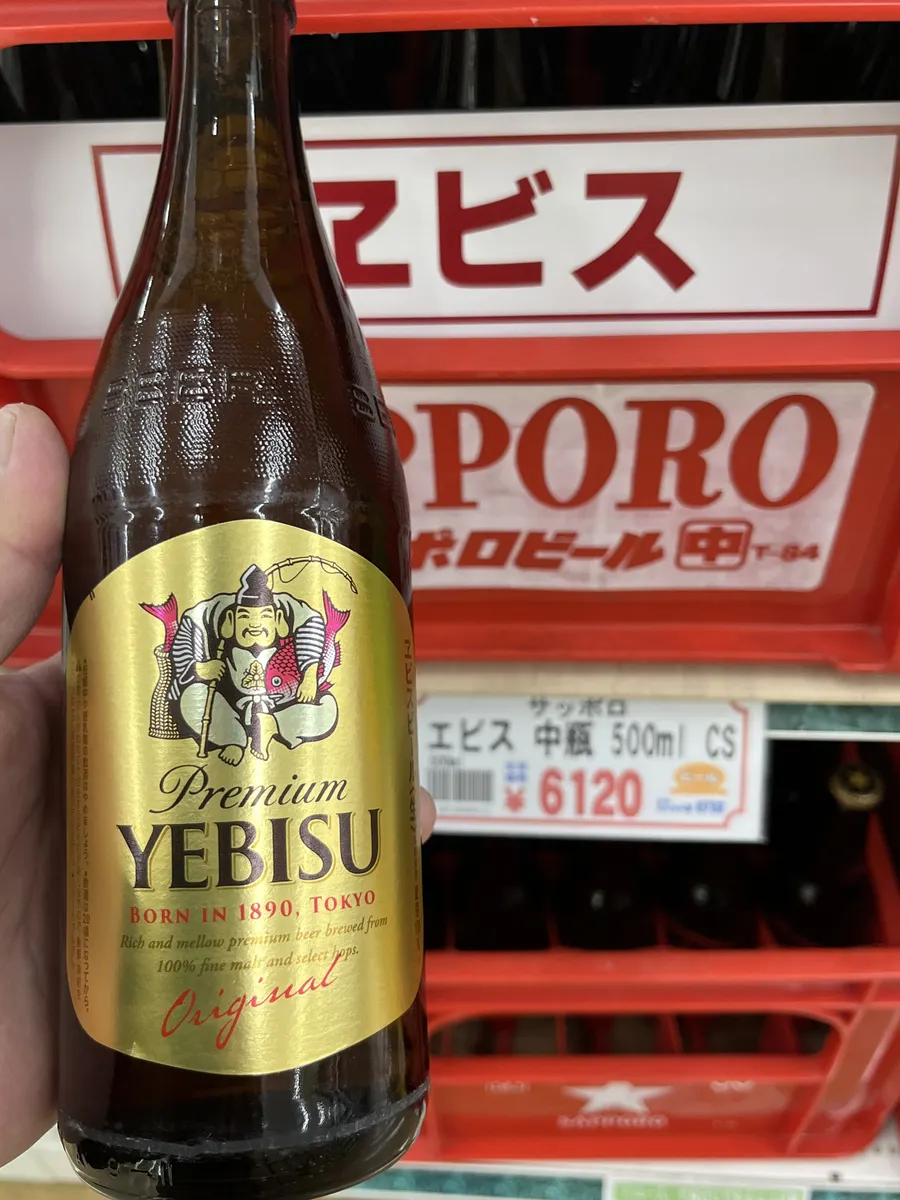 ヱビス
PPORO
ポロビール 中 T-84
BEER
サッポロ
エビス 中瓶 500ml CS
¥6120
Premium
YEBISU
BORN IN 1890, TOKYO
Rich and mellow premium beer brewed from
100% fine malt and select hops.
Original